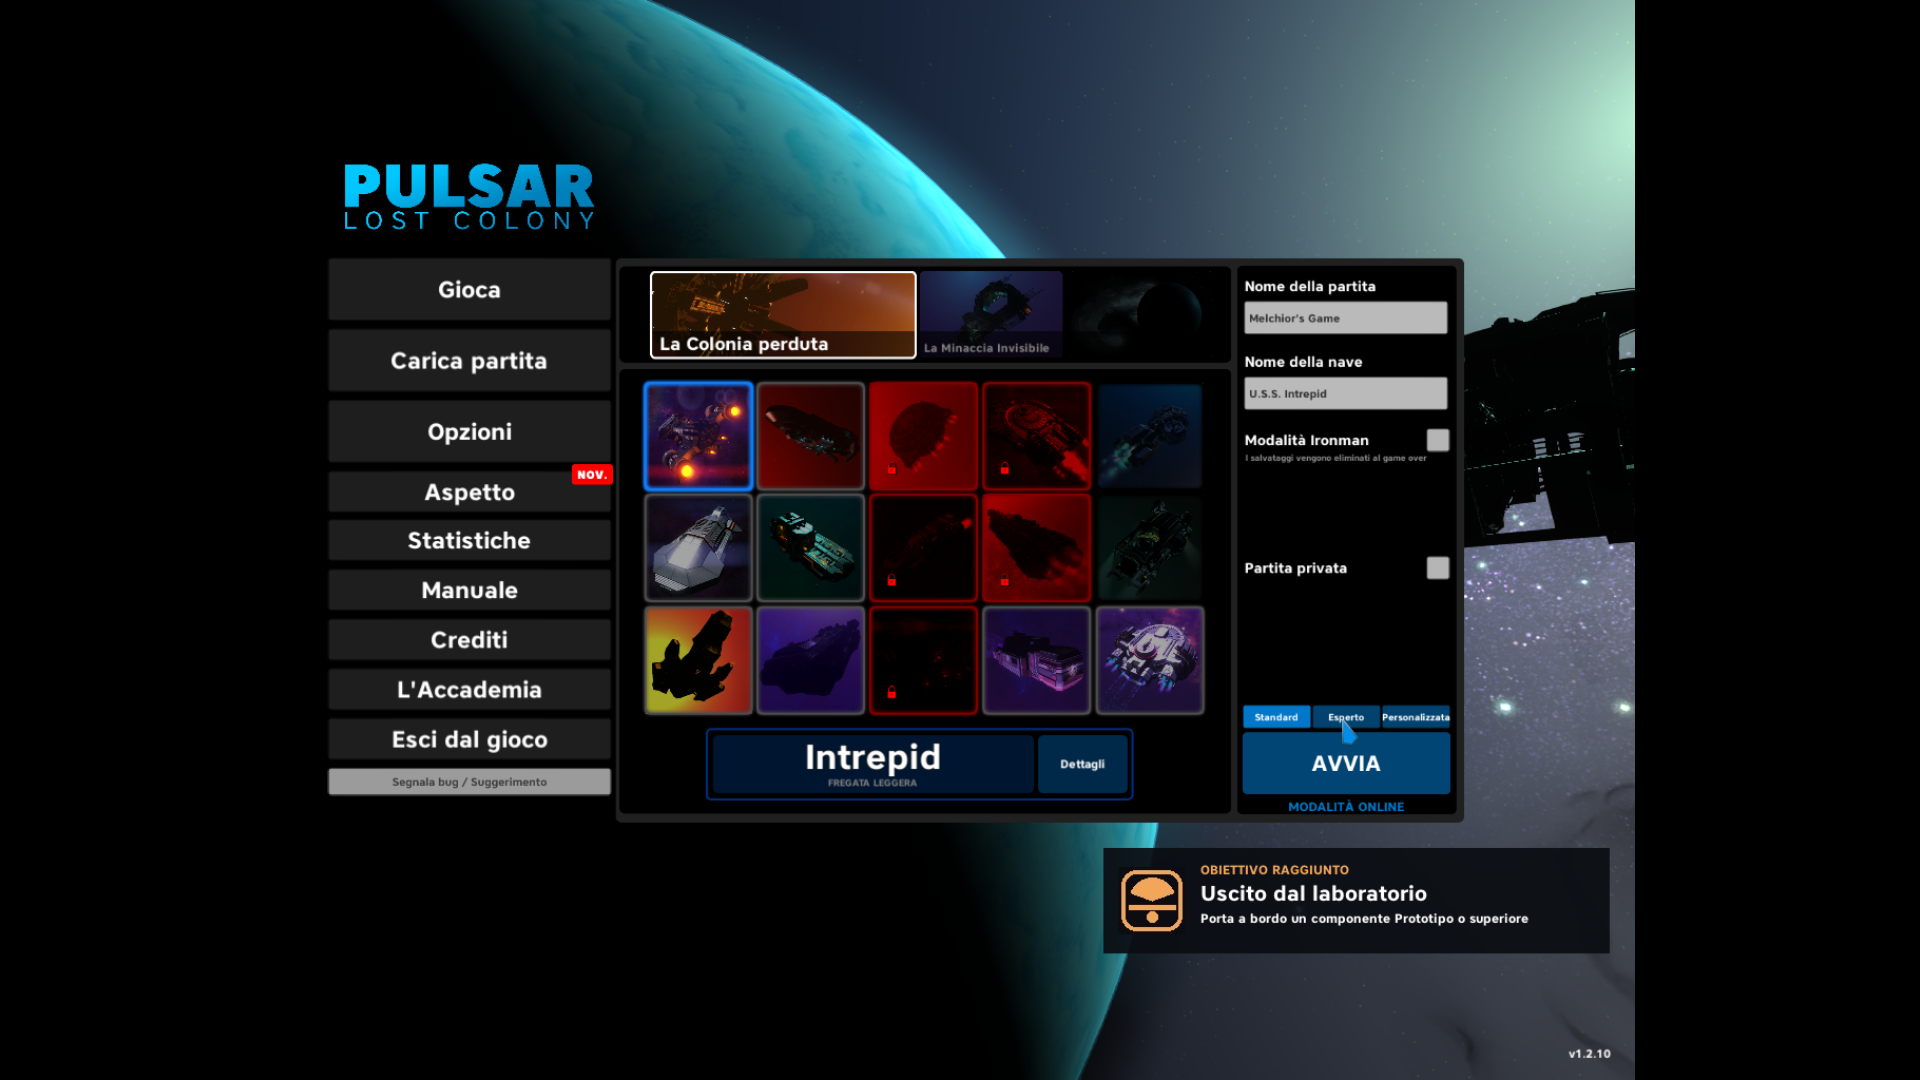 PULSAR
LOST COLONY
Gioca
Carica partita
Opzioni
NOV.
Aspetto
Statistiche
Manuale
Crediti
L'Accademia
Esci dal gioco
Segnala bug / Suggerimento
La Colonia perduta
La Minaccia Invisibile
Intrepid
FREGATA LEGGERA
Dettagli
Nome della partita
Melchior's Game
Nome della nave
U.S.S. Intrepid
Modalità Ironman
I salvataggi vengono eliminati al game over
Partita privata
Standard
Esperto
Personalizzata
AVVIA
MODALITÀ ONLINE
OBIETTIVO RAGGIUNTO
Uscito dal laboratorio
Porta a bordo un componente Prototipo o superiore
v1.2.10